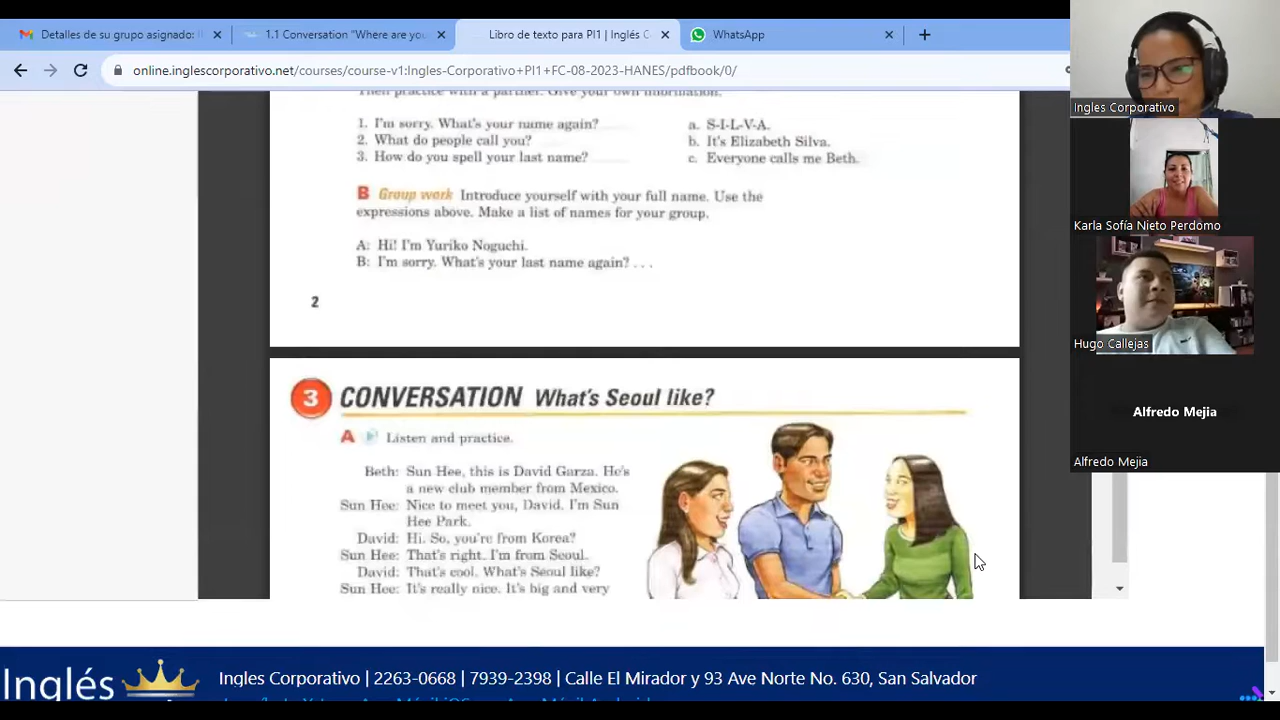 Detalles de su grupo asignado:
1.1 Conversation "Where are you
Libro de texto para PI1 | Inglés C
WhatsApp
online.inglescorporativo.net/courses/course-v1:Ingles-Corporativo+PI1+FC-08-2023-HANES/pdfbook/0/
Then practice with a partner. Give your own information.
1. I'm sorry. What's your name again?
2. What do people call you?
3. How do you spell your last name?
a. S-I-L-V-A.
b. It's Elizabeth Silva.
c. Everyone calls me Beth.
B Group work Introduce yourself with your full name. Use the
expressions above. Make a list of names for your group.
A: Hi! I'm Yuriko Noguchi.
B: I'm sorry. What's your last name again? . . .
2
3 CONVERSATION What's Seoul like?
A Listen and practice.
Beth: Sun Hee, this is David Garza. He's
a new club member from Mexico.
Sun Hee: Nice to meet you, David. I'm Sun
Hee Park.
David: Hi. So, you're from Korea?
Sun Hee: That's right. I'm from Seoul.
David: That's cool. What's Seoul like?
Sun Hee: It's really nice. It's big and very
Inglés
Ingles Corporativo | 2263-0668 | 7939-2398 | Calle El Mirador y 93 Ave Norte No. 630, San Salvador
Ingles Corporativo
Karla Sofía Nieto Perdomo
Hugo Callejas
Alfredo Mejia
Alfredo Mejia